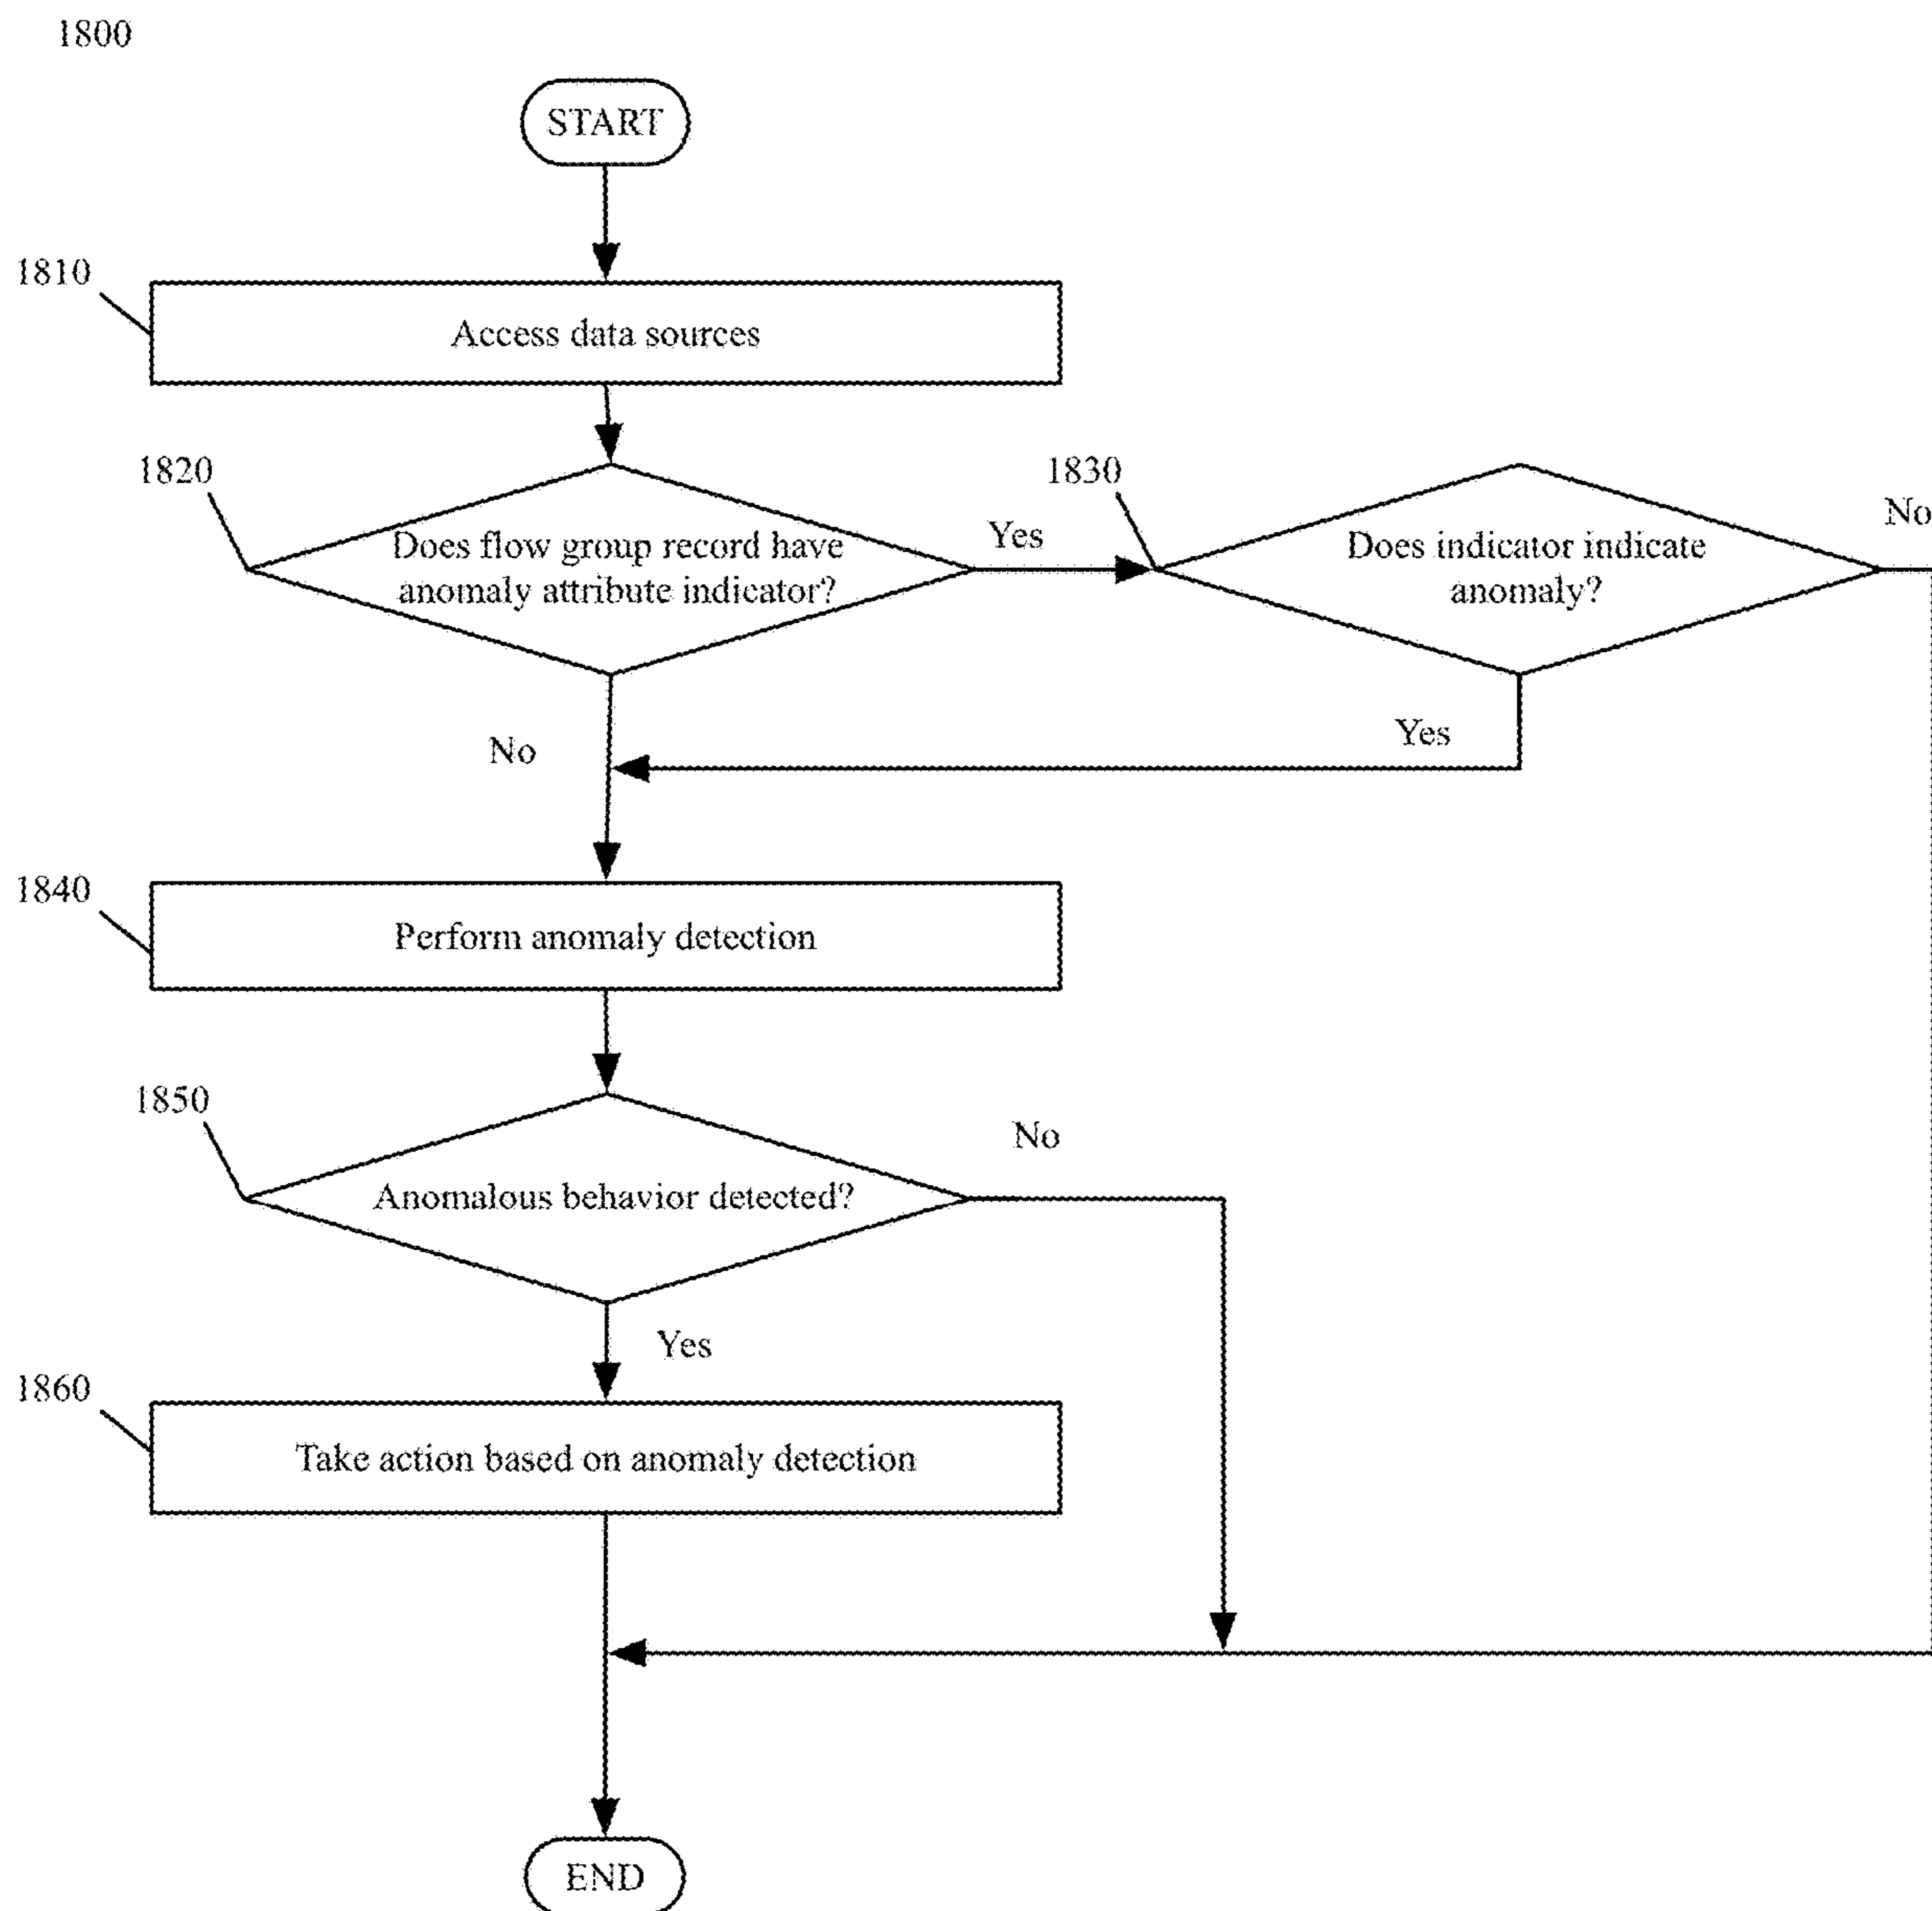 1800
START
1810
Access data sources
1820
Does flow group record have
anomaly attribute indicator?
Yes
1830
Does indicator indicate
anomaly?
No
No
Yes
1840
Perform anomaly detection
1850
Anomalous behavior detected?
No
Yes
1860
Take action based on anomaly detection
END